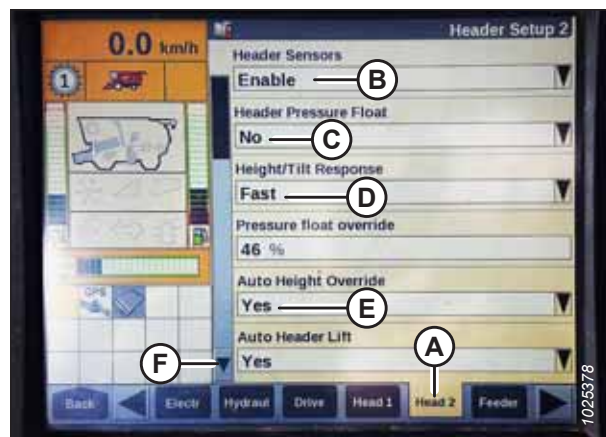 0.0 km/h
Header Setup 2
1
Header Sensors
Enable
B
Header Pressure Float
No
C
Height/Tilt Response
Fast
D
Pressure float override
46 %
Auto Height Override
Yes
E
Auto Header Lift
Yes
F
A
GPS
Back
Electr
Hydraul
Drive
Head 1
Head 2
Feeder
1025378